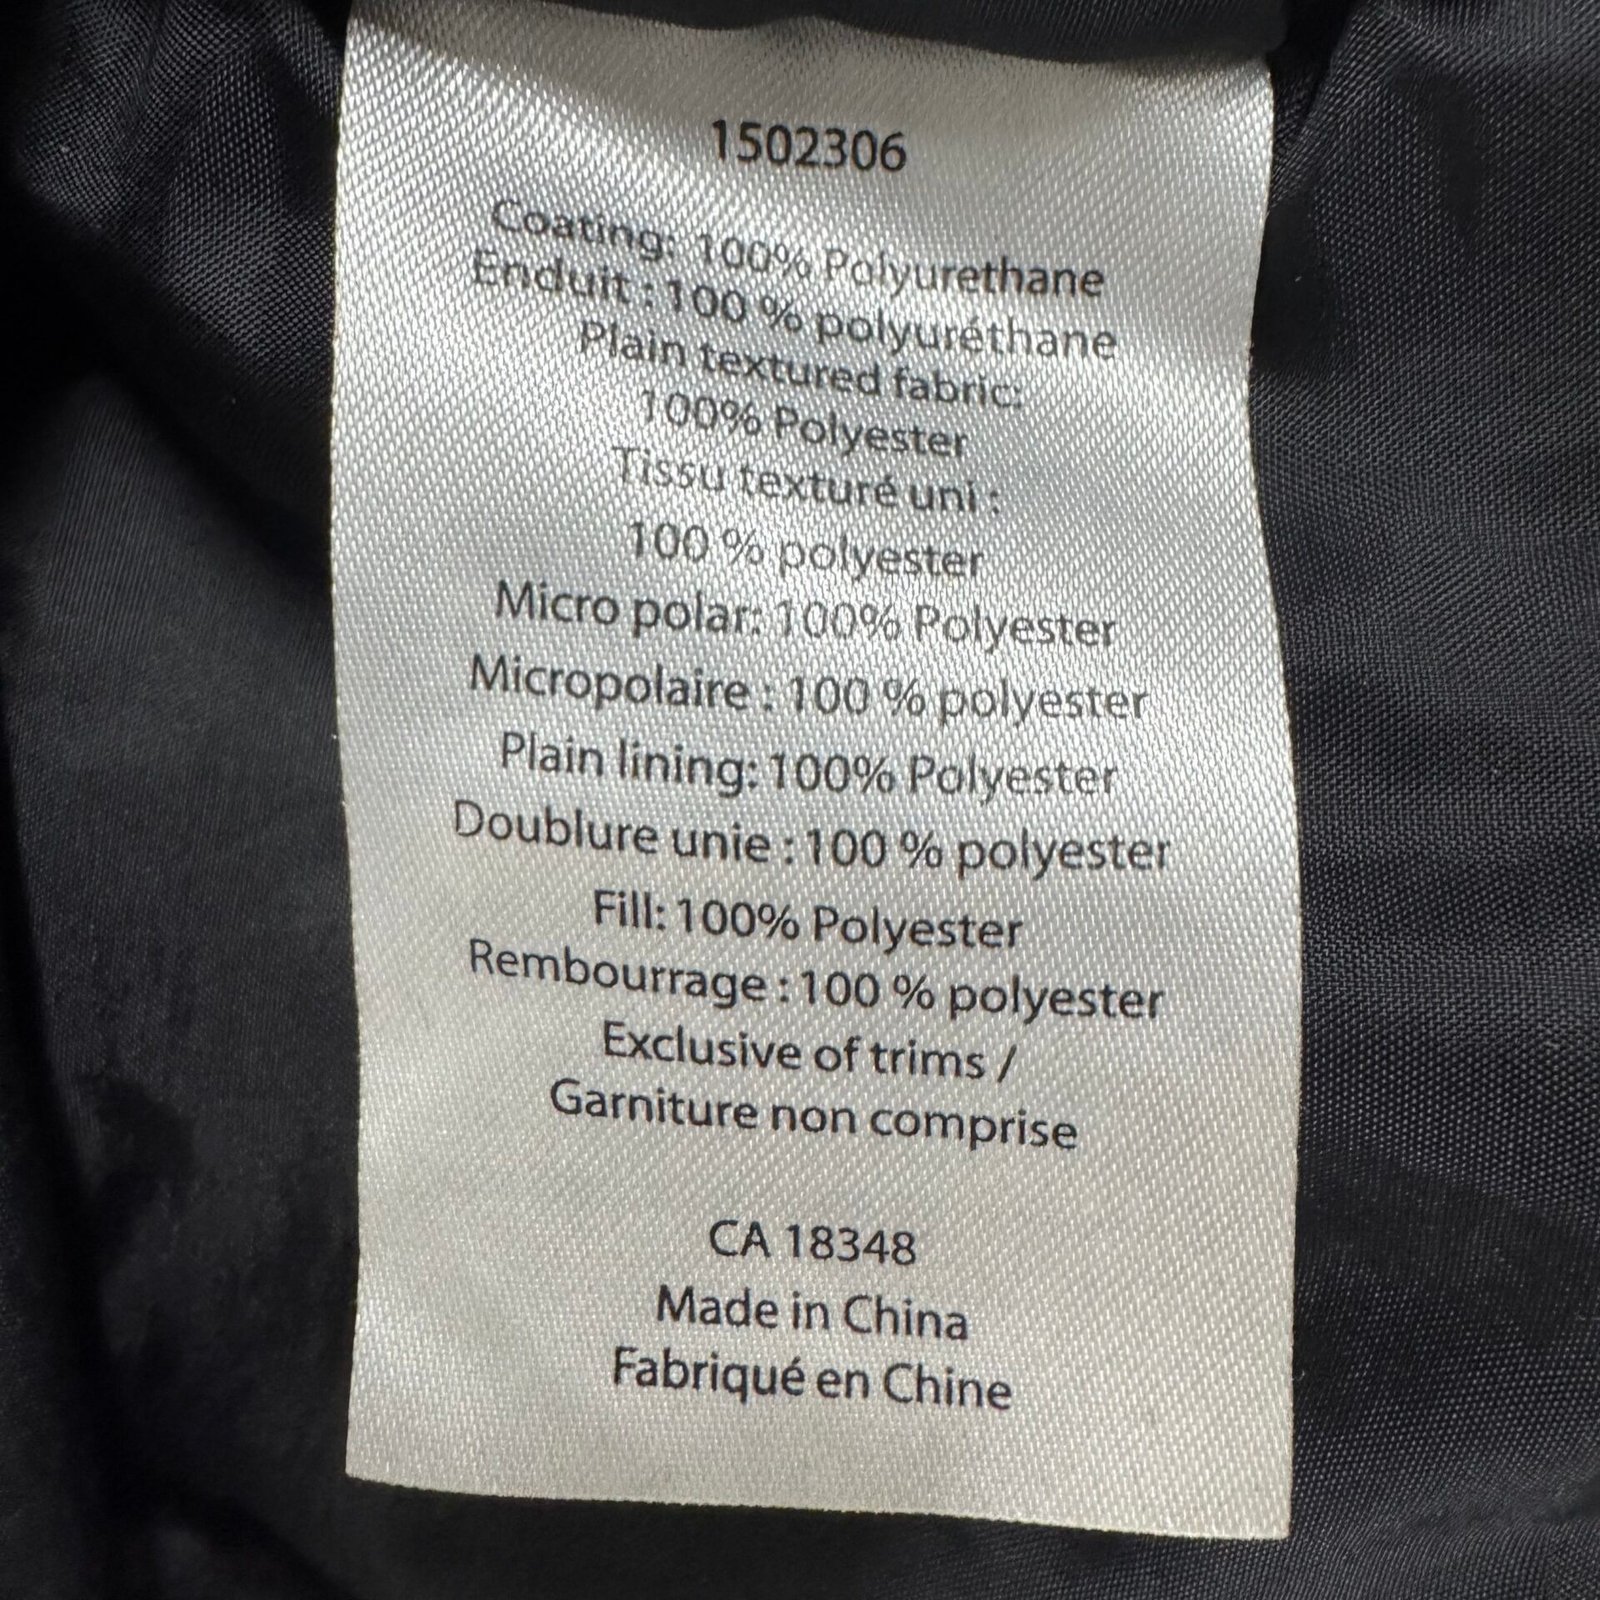 1502306
Coating: 100% Polyurethane
Enduit : 100 % polyuréthane
Plain textured fabric:
100% Polyester
Tissu texturé uni :
100 % polyester
Micro polar: 100% Polyester
Micropolaire : 100 % polyester
Plain lining: 100% Polyester
Doublure unie : 100 % polyester
Fill: 100% Polyester
Rembourrage : 100 % polyester
Exclusive of trims /
Garniture non comprise
CA 18348
Made in China
Fabriqué en Chine